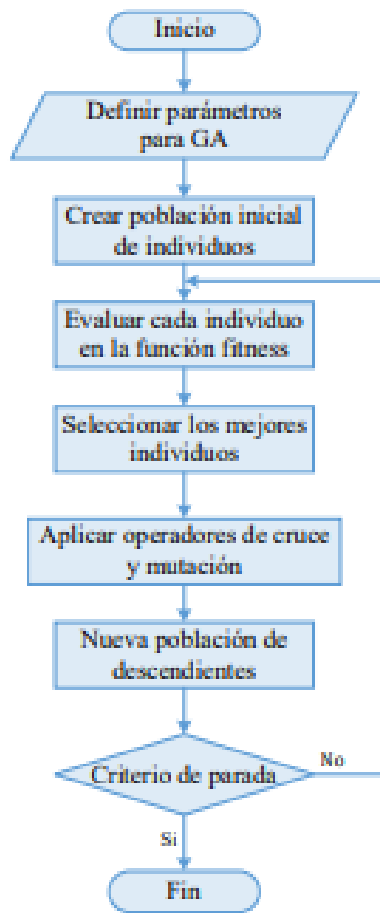 Inicio
Definir parámetros
para GA
Crear población inicial
de individuos
Evaluar cada individuo
en la función fitness
Seleccionar los mejores
individuos
Aplicar operadores de cruce
y mutación
Nueva población de
descendientes
Criterio de parada
No
Si
Fin